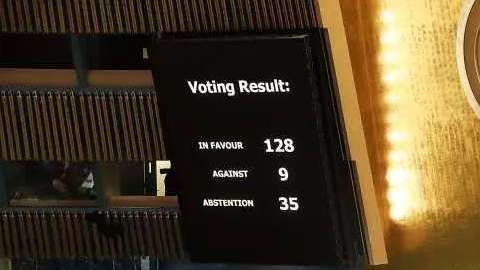 Voting Result:
IN FAVOUR 128
AGAINST 9
ABSTENTION 35